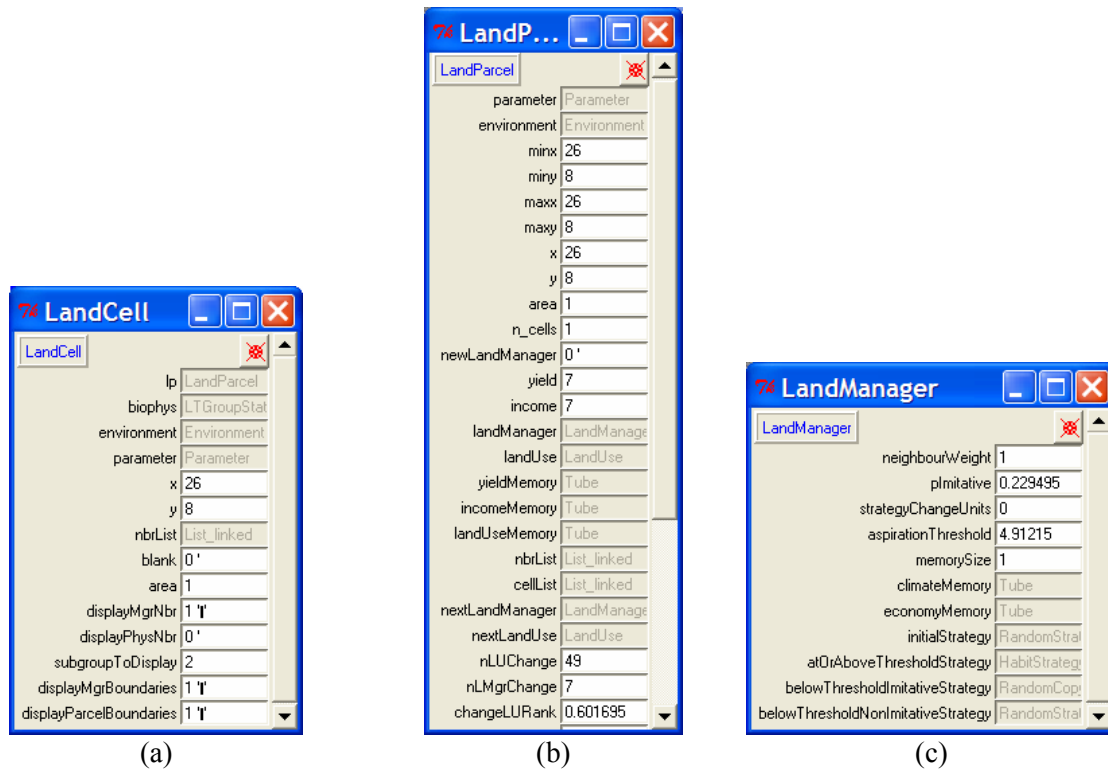 LandCell
LandCell
lp LandParcel
biophys LTGroupStat
environment Environment
parameter Parameter
x 26
y 8
nbrList List_linked
blank 0 '
area 1
displayMgrNbr 1 '
displayPhysNbr 0 '
subgroupToDisplay 2
displayMgrBoundaries 1 '
displayParcelBoundaries 1 '
(a)
LandP...
LandParcel
parameter Parameter
environment Environment
minx 26
miny 8
maxx 26
maxy 8
x 26
y 8
area 1
n_cells 1
newLandManager 0 '
yield 7
income 7
landManager LandManage
landUse LandUse
yieldMemory Tube
incomeMemory Tube
landUseMemory Tube
nbrList List_linked
cellList List_linked
nextLandManager LandManage
nextLandUse LandUse
nLUChange 49
nLMgrChange 7
changeLURank 0.601695
(b)
LandManager
LandManager
neighbourWeight 1
pImitative 0.229495
strategyChangeUnits 0
aspirationThreshold 4.91215
memorySize 1
climateMemory Tube
economyMemory Tube
initialStrategy RandomStrat
atOrAboveThresholdStrategy HabitStrategy
belowThresholdImitativeStrategy RandomCopy
belowThresholdNonImitativeStrategy RandomStrat
(c)